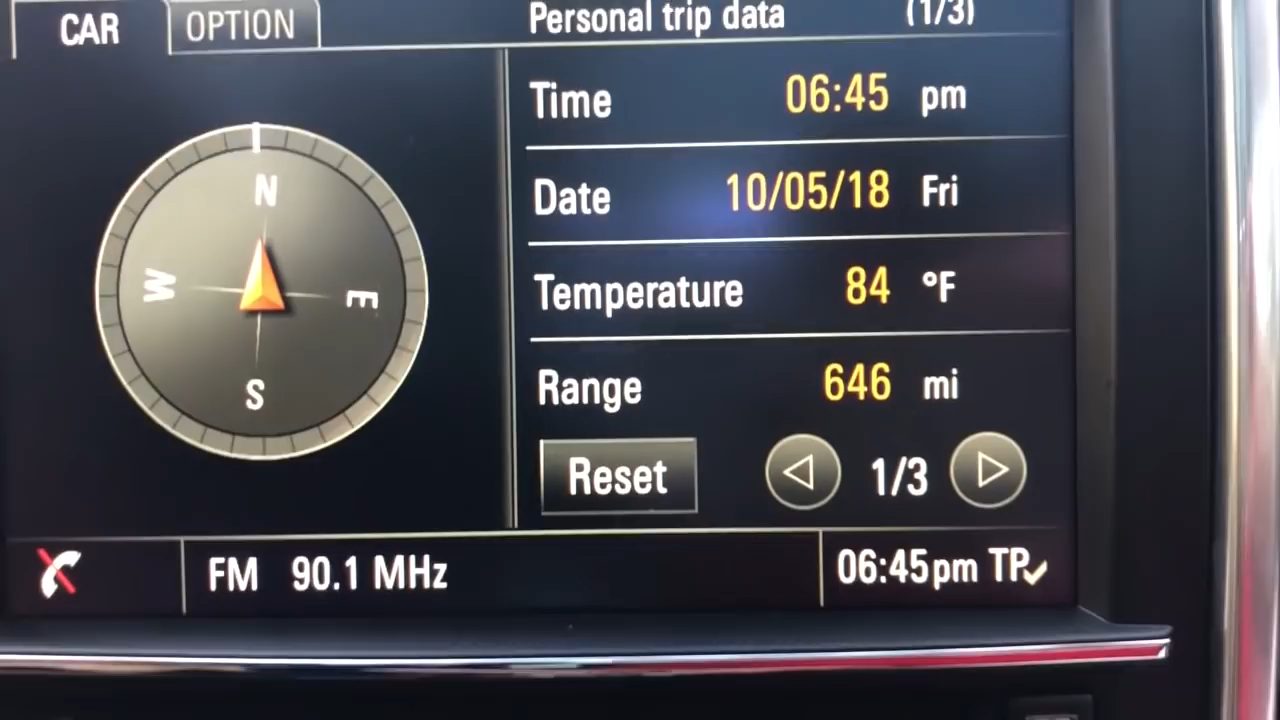 CAR OPTION Personal trip data (1/3)
Time 06:45 pm
Date 10/05/18 Fri
Temperature 84 °F
Range 646 mi
N
W E
S
Reset 1/3
FM 90.1 MHz 06:45pm TP